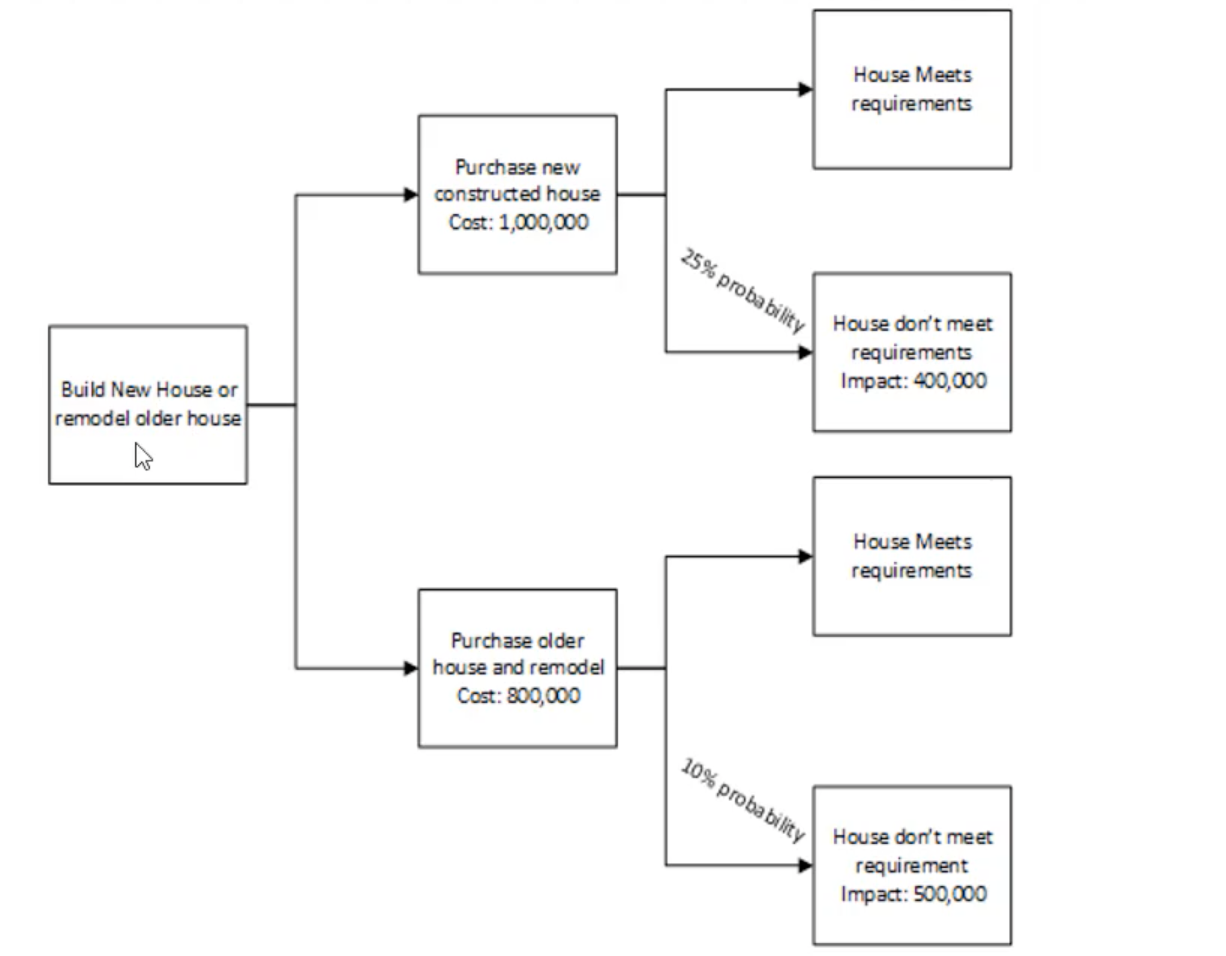 House Meets
requirements
Purchase new
constructed house
Cost: 1,000,000
25% probability
House don't meet
requirements
Impact: 400,000
Build New House or
remodel older house
House Meets
requirements
Purchase older
house and remodel
Cost: 800,000
10% probability
House don't meet
requirement
Impact: 500,000